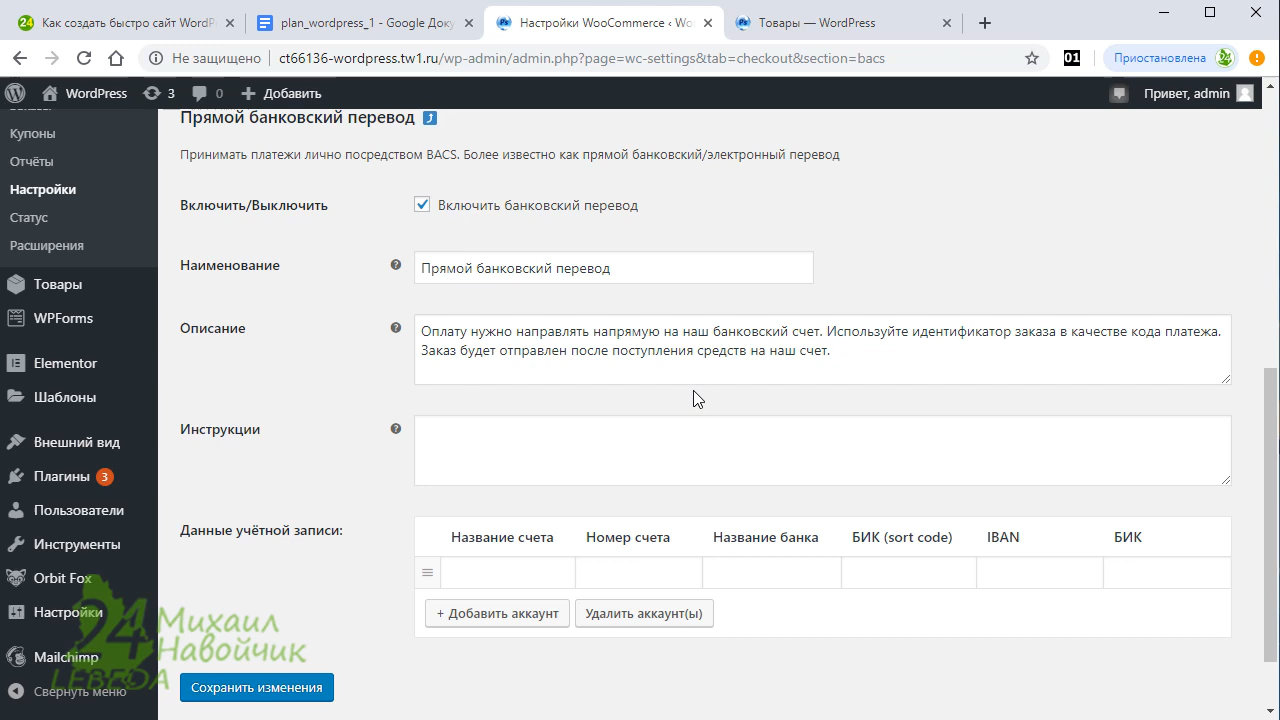 Как создать быстро сайт WordP
plan_wordpress_1 - Google Доку
Настройки WooCommerce ‹ Wo
Товары — WordPress
Не защищено
ct66136-wordpress.tw1.ru/wp-admin/admin.php?page=wc-settings&tab=checkout&section=bacs
01
Приостановлена
24
WordPress
3
0
Добавить
Привет, admin
Купоны
Отчёты
Настройки
Статус
Расширения
Товары
WPForms
Elementor
Шаблоны
Внешний вид
Плагины 3
Пользователи
Инструменты
Orbit Fox
Настройки
Mailchimp
Свернуть меню
Прямой банковский перевод
Принимать платежи лично посредством BACS. Более известно как прямой банковский/электронный перевод
Включить/Выключить
Включить банковский перевод
Наименование
Прямой банковский перевод
Описание
Оплату нужно направлять напрямую на наш банковский счет. Используйте идентификатор заказа в качестве кода платежа.
Заказ будет отправлен после поступления средств на наш счет.
Инструкции
Данные учётной записи:
Название счета
Номер счета
Название банка
БИК (sort code)
IBAN
БИК
+ Добавить аккаунт
Удалить аккаунт(ы)
Сохранить изменения
24
Михаил
Навойчик
LEBEDA